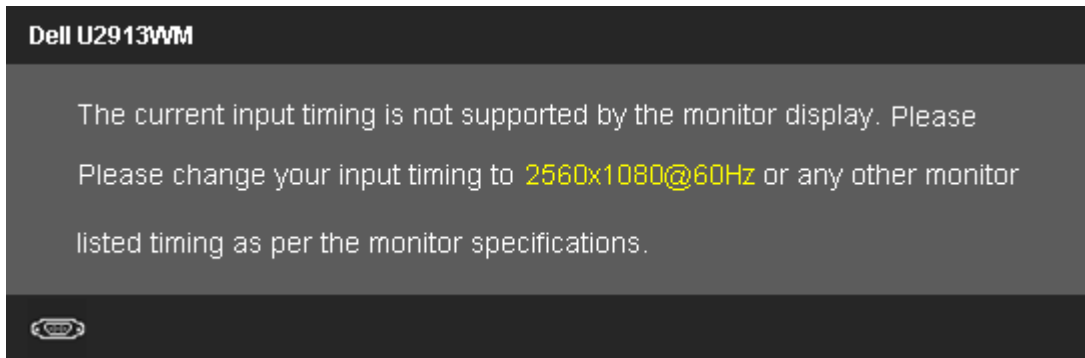 Dell U2913WM
The current input timing is not supported by the monitor display. Please
Please change your input timing to 2560x1080@60Hz or any other monitor
listed timing as per the monitor specifications.